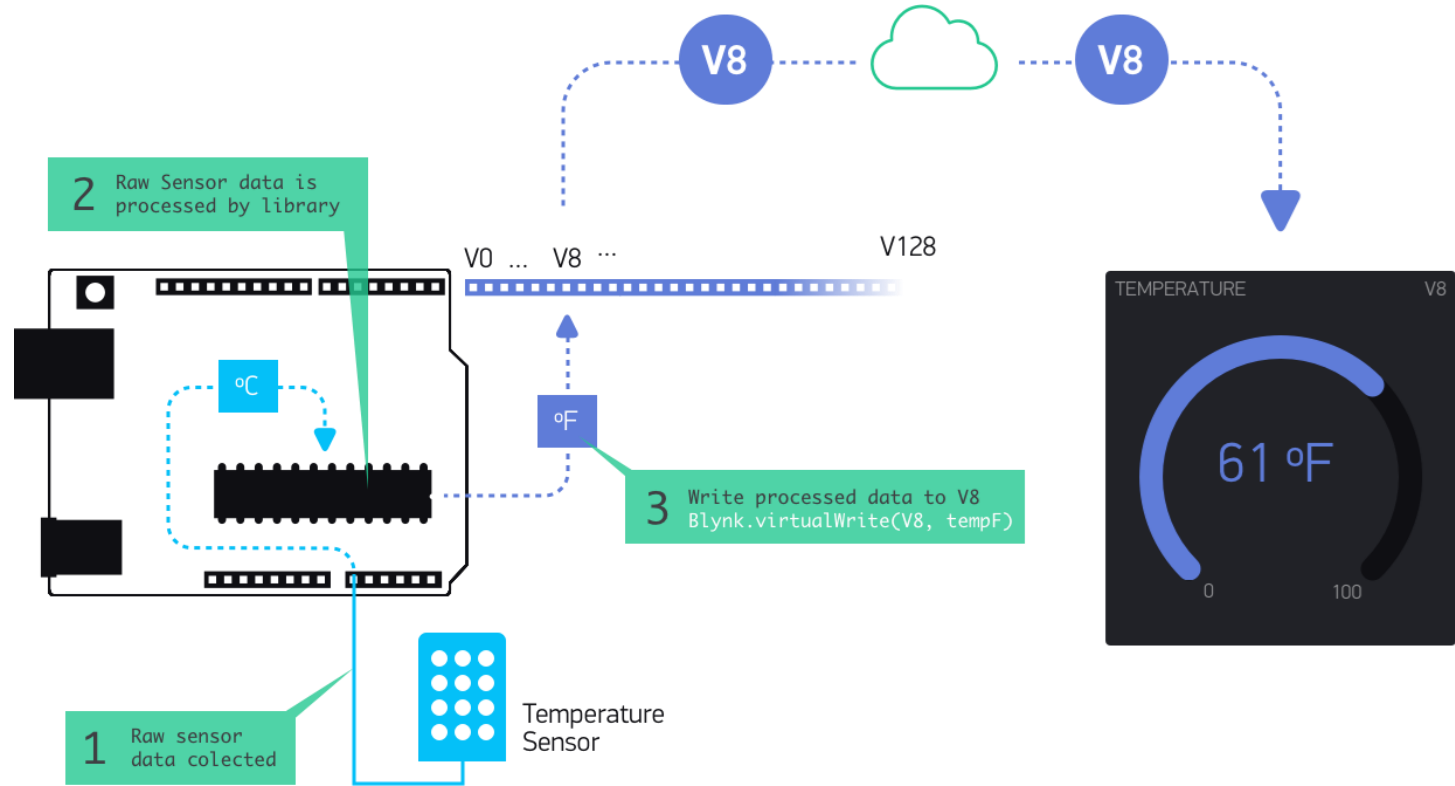 V8
V8
2
Raw Sensor data is
processed by library
V0 ... V8 ...
V128
TEMPERATURE V8
ºC
ºF
61 ºF
3
Write processed data to V8
Blynk.virtualWrite(V8, tempF)
0 100
Temperature
Sensor
1
Raw sensor
data colected